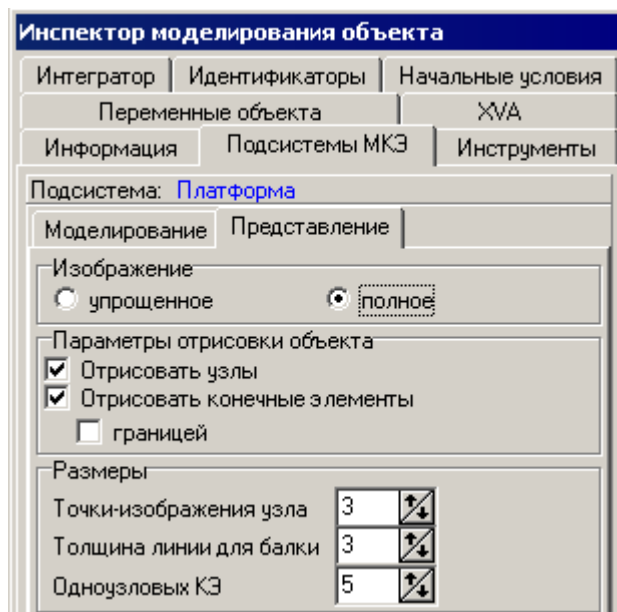 Инспектор моделирования объекта
Интегратор Идентификаторы Начальные условия
Переменные объекта XVA
Информация Подсистемы МКЭ Инструменты
Подсистема: Платформа
Моделирование Представление
Изображение
упрощенное полное
Параметры отрисовки объекта
Отрисовать узлы
Отрисовать конечные элементы
границей
Размеры
Точки-изображения узла 3
Толщина линии для балки 3
Одноузловых КЭ 5